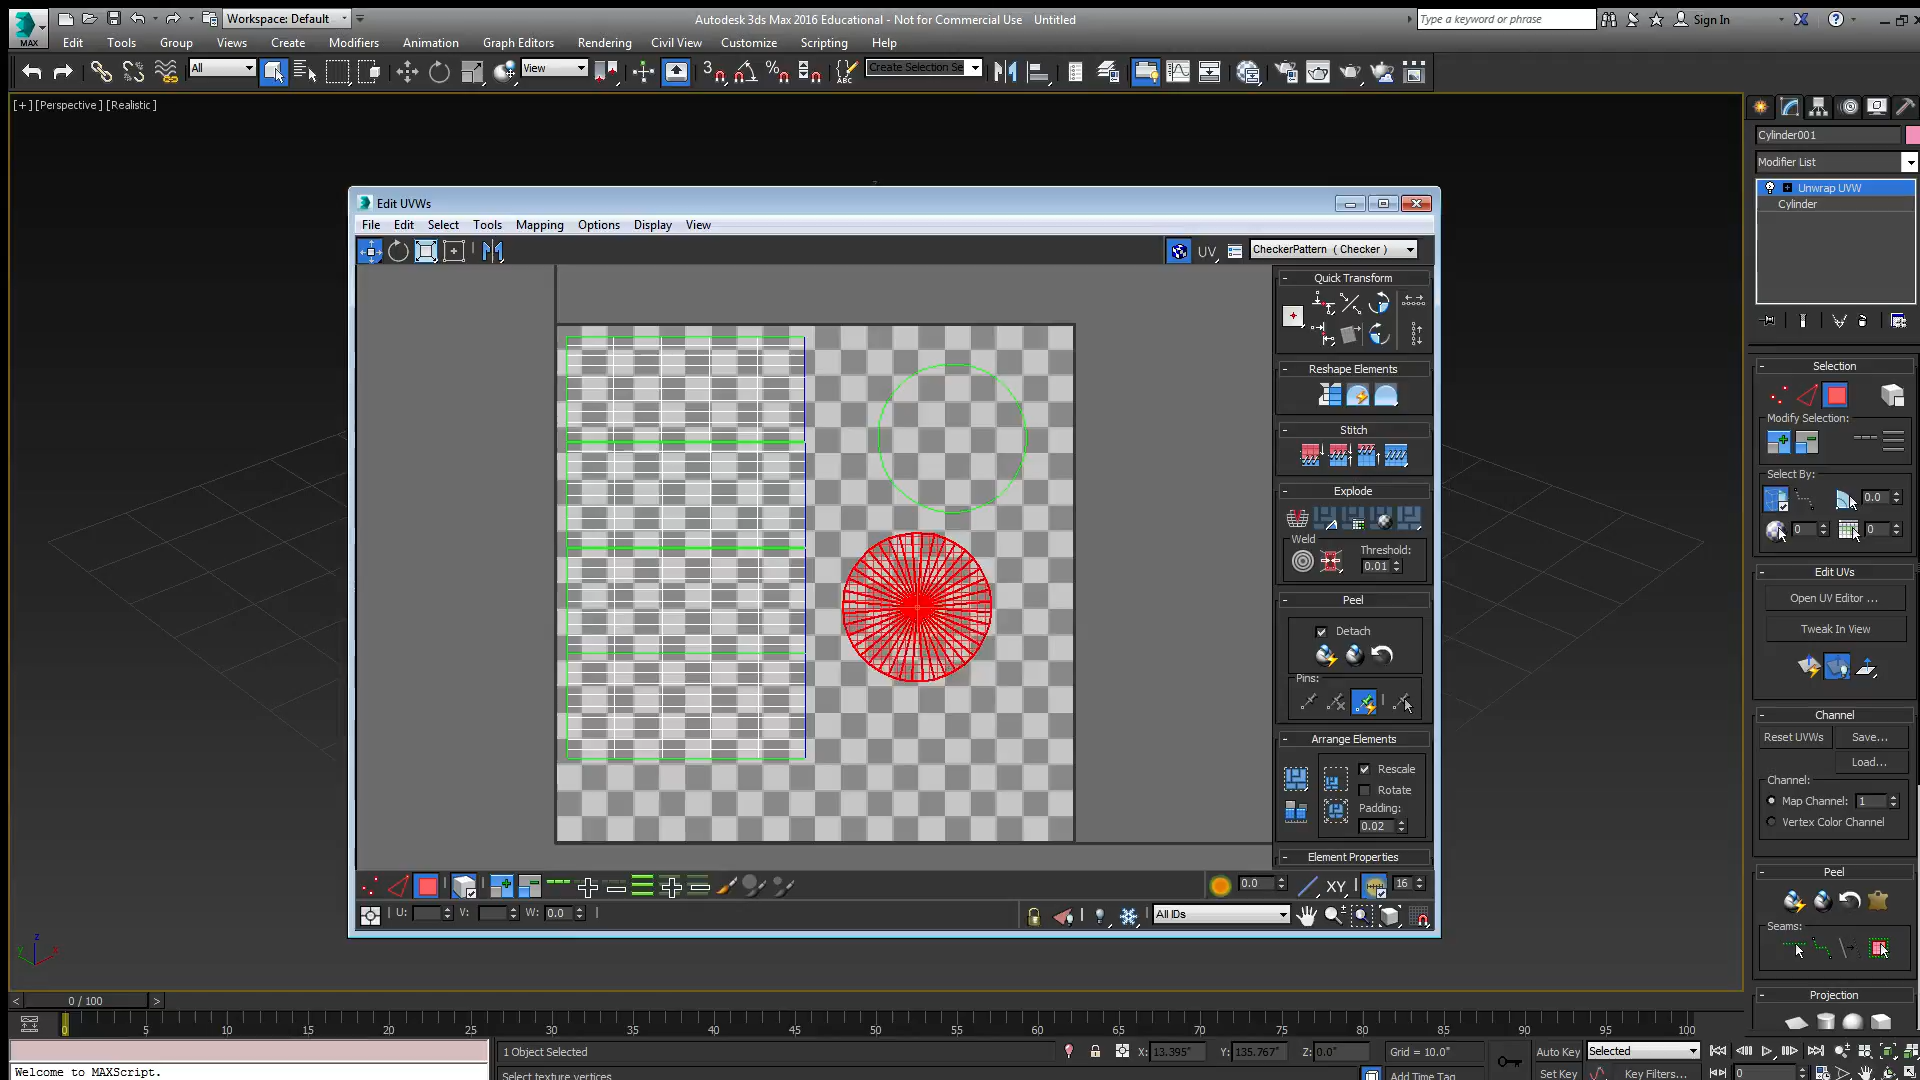 Workspace: Default
Autodesk 3ds Max 2016 Educational - Not for Commercial Use Untitled
Type a keyword or phrase
Sign In
MAX
Edit Tools Group Views Create Modifiers Animation Graph Editors Rendering Civil View Customize Scripting Help
All
View
3
Create Selection Se
[+] [Perspective ] [Realistic ]
Cylinder001
Modifier List
Unwrap UVW
Cylinder
Edit UVWs
File Edit Select Tools Mapping Options Display View
UV
CheckerPattern ( Checker )
Quick Transform
Reshape Elements
Stitch
Explode
Weld
Threshold:
0.01
Peel
Detach
Pins:
Arrange Elements
Rescale
Rotate
Padding:
0.02
Element Properties
0.0
XY
16
U: V: W: 0.0
All IDs
Selection
Modify Selection:
Select By:
0.0
0
0
Edit UVs
Open UV Editor ...
Tweak In View
Channel
Reset UVWs Save...
Load...
Channel:
Map Channel: 1
Vertex Color Channel
Peel
Seams:
Projection
z
y
x
< 0 / 100 >
0 5 10 15 20 25 30 35 40 45 50 55 60 65 70 75 80 85 90 95 100
1 Object Selected
X: 13.395" Y: 135.767" Z: 0.0"
Grid = 10.0"
Auto Key
Selected
Welcome to MAXScript.
Select texture vertices
Add Time Tag
Set Key
Key Filters...
0